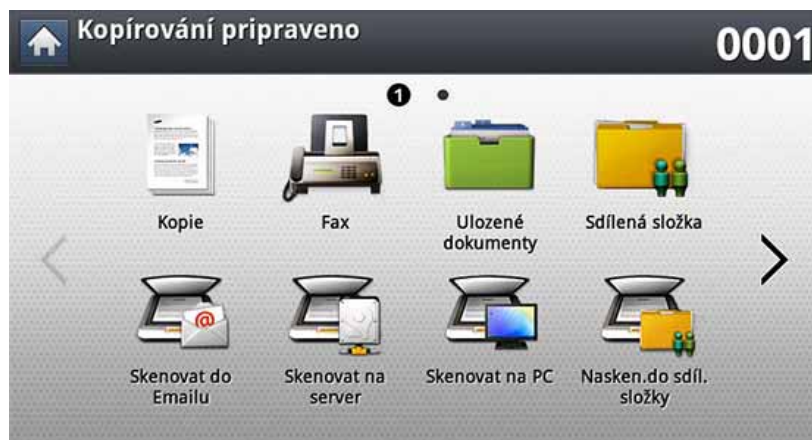 Kopírování pripraveno
0001
1
Kopie
Fax
Ulozené
dokumenty
Sdílená složka
Skenovat do
Emailu
Skenovat na
server
Skenovat na PC
Nasken.do sdíl.
složky